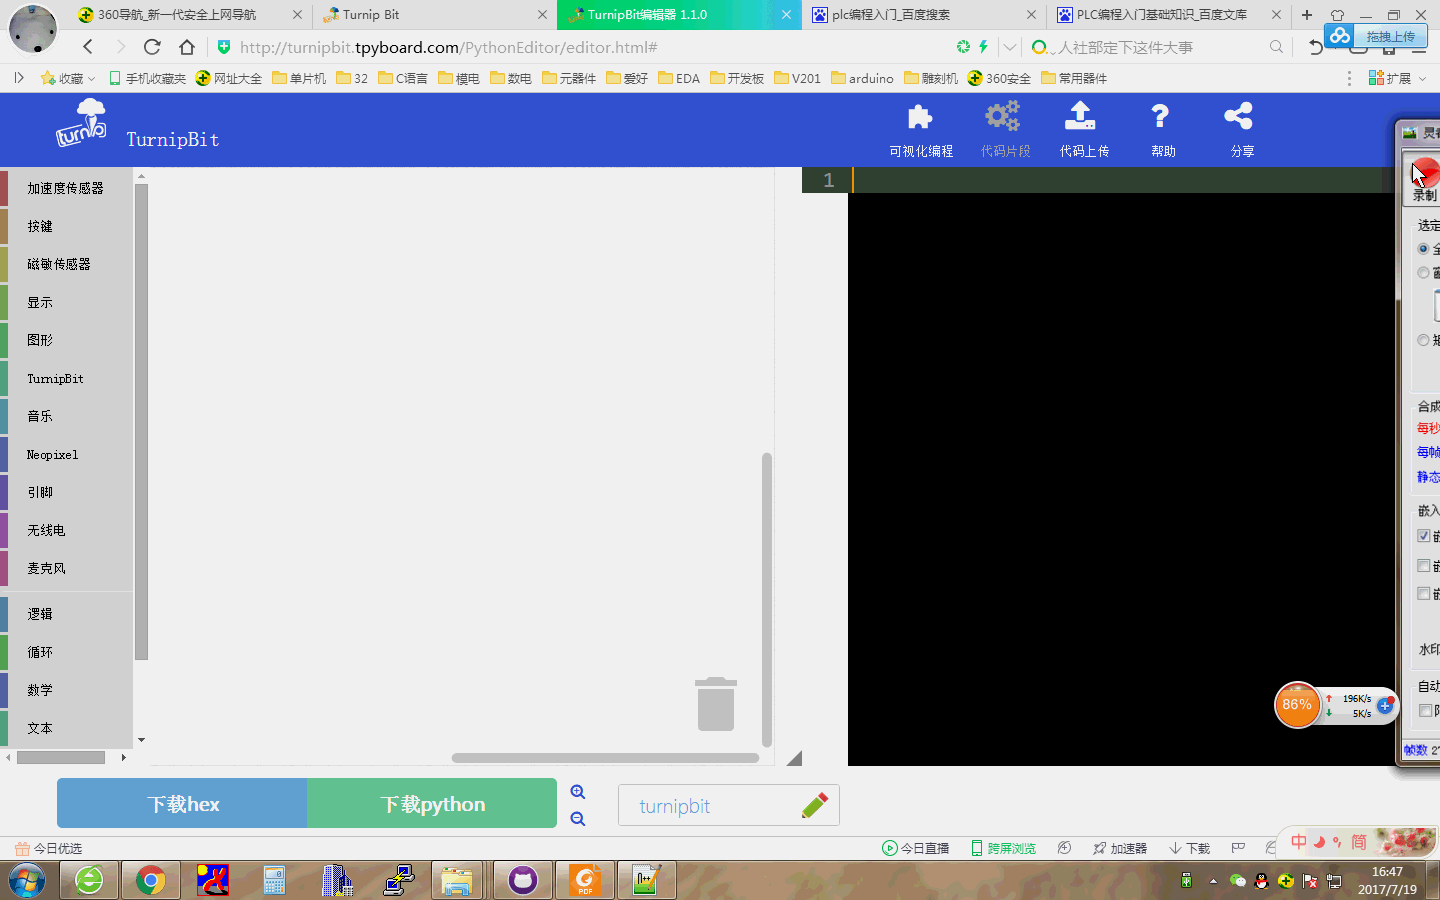 360导航_新一代安全上网导航
Turnip Bit
TurnipBit编辑器 1.1.0
plc编程入门_百度搜索
PLC编程入门基础知识_百度文库
http://turnipbit.tpyboard.com/PythonEditor/editor.html#
人社部定下这件大事
拖拽上传
收藏
手机收藏夹
网址大全
单片机
32
C语言
模电
数电
元器件
爱好
EDA
开发板
V201
arduino
雕刻机
360安全
常用器件
扩展
turnip
TurnipBit
可视化编程
代码片段
代码上传
帮助
分享
加速度传感器
按键
磁敏传感器
显示
图形
TurnipBit
音乐
Neopixel
引脚
无线电
麦克风
逻辑
循环
数学
文本
1
录制
选定
合成
每秒
每帧
静态
嵌入
水印
自动
帧数 2
86%
196K/s
5K/s
下载hex
下载python
turnipbit
今日优选
今日直播
跨屏浏览
加速器
下载
中
简
PDF
16:47
2017/7/19